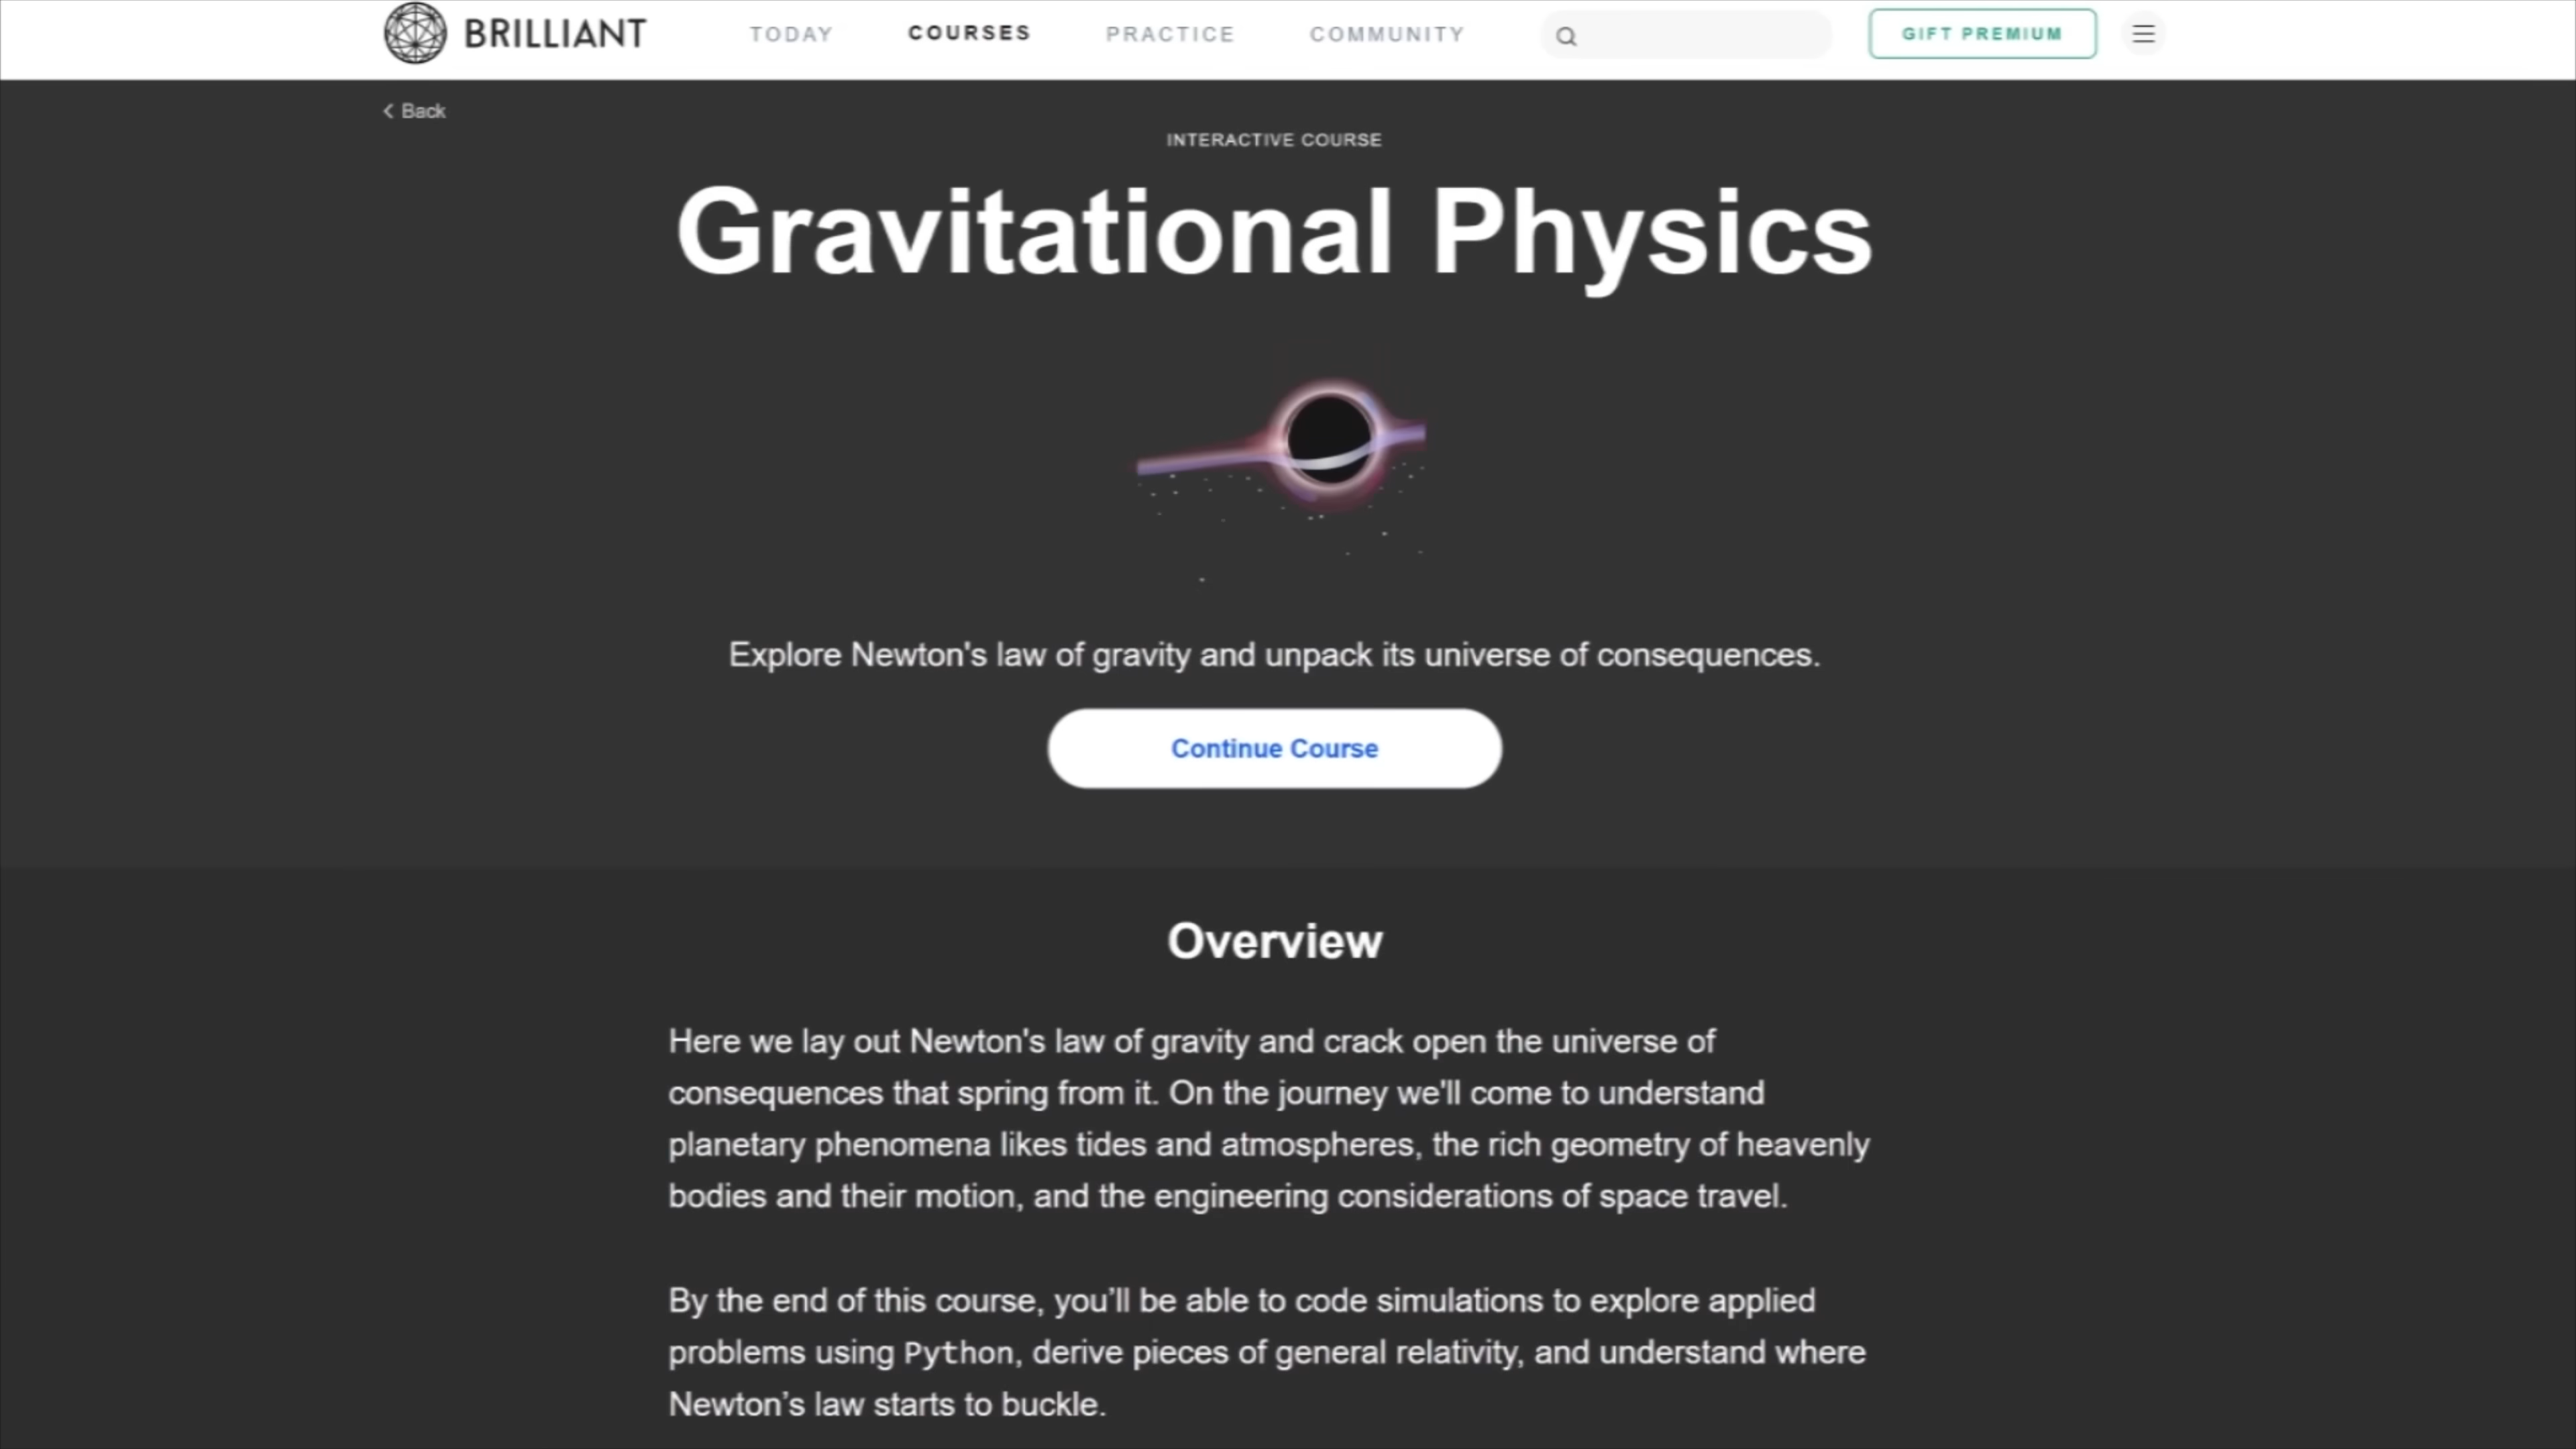 BRILLIANT
TODAY
COURSES
PRACTICE
COMMUNITY
GIFT PREMIUM
Back
INTERACTIVE COURSE
Gravitational Physics
Explore Newton's law of gravity and unpack its universe of consequences.
Continue Course
Overview
Here we lay out Newton's law of gravity and crack open the universe of
consequences that spring from it. On the journey we'll come to understand
planetary phenomena likes tides and atmospheres, the rich geometry of heavenly
bodies and their motion, and the engineering considerations of space travel.
By the end of this course, you’ll be able to code simulations to explore applied
problems using Python, derive pieces of general relativity, and understand where
Newton’s law starts to buckle.